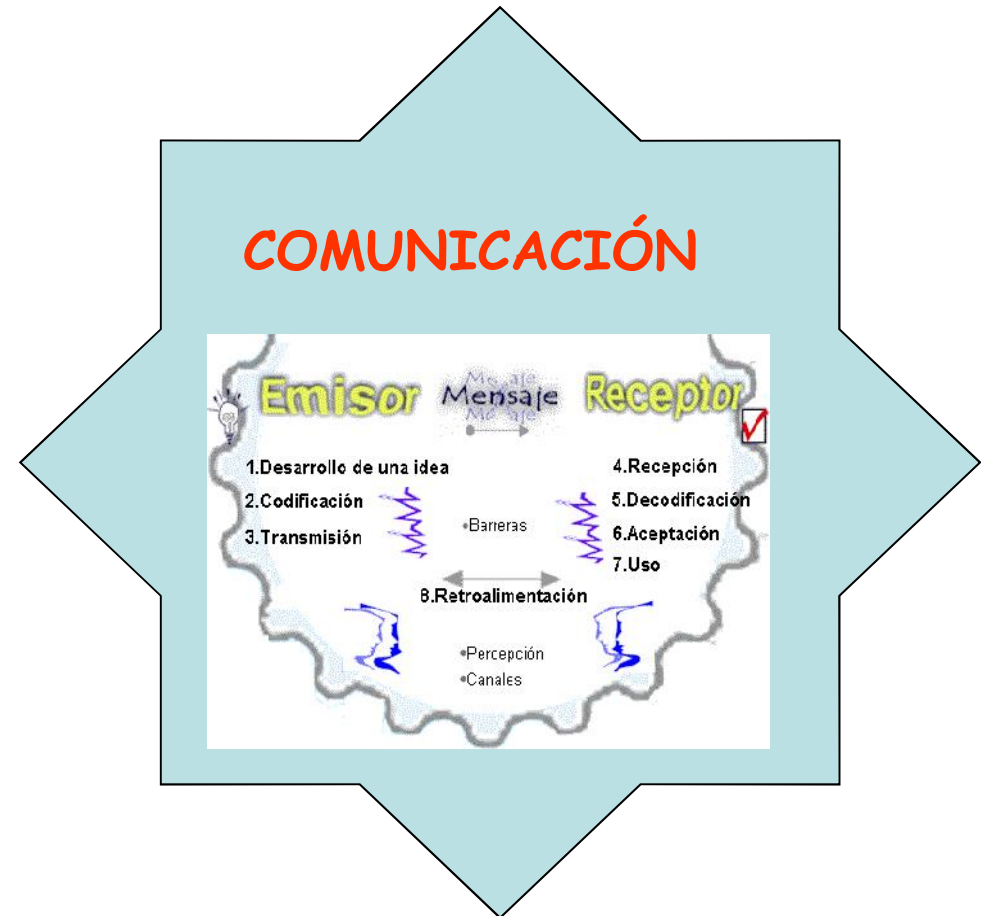 COMUNICACIÓN
Emisor Mensaje Receptor
1.Desarrollo de una idea
2.Codificación
3.Transmisión
•Barreras
4.Recepción
5.Decodificación
6.Aceptación
7.Uso
8.Retroalimentación
•Percepción
•Canales